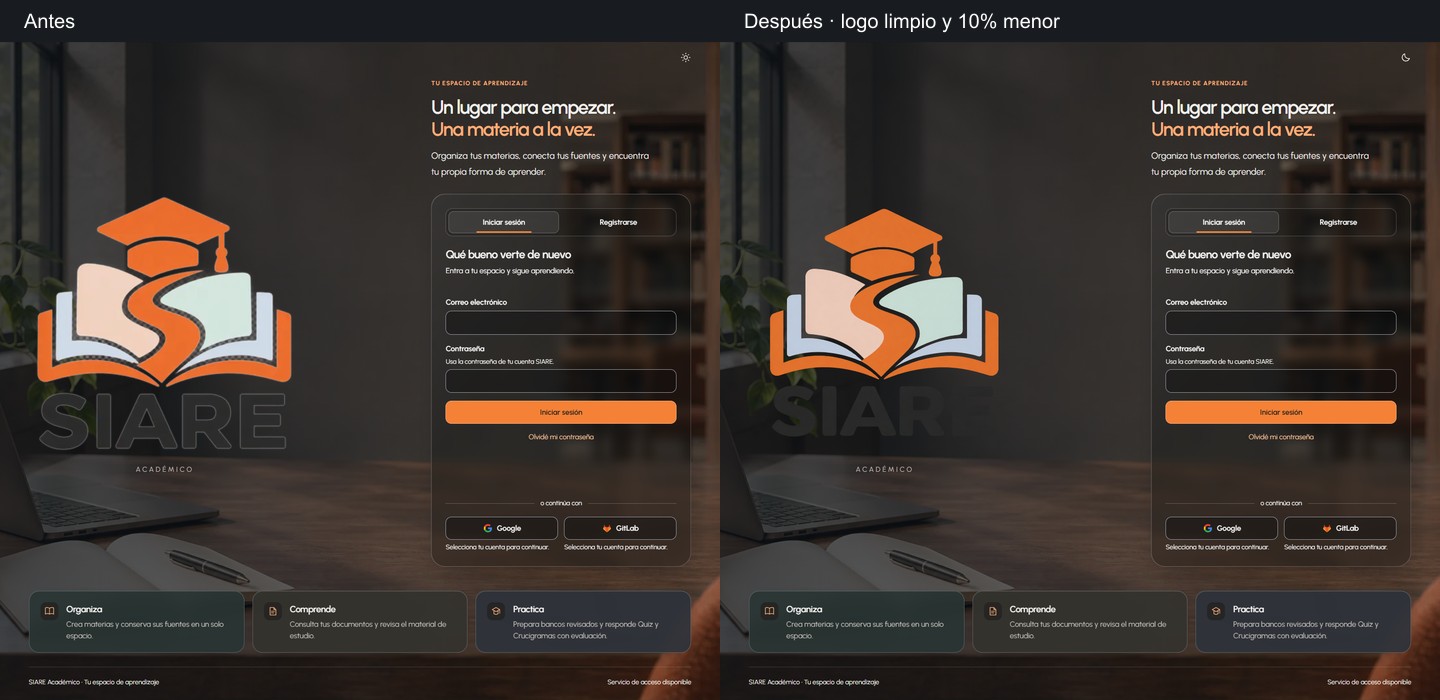 Antes
TU ESPACIO DE APRENDIZAJE
Un lugar para empezar.
Una materia a la vez.
Organiza tus materias, conecta tus fuentes y encuentra
tu propia forma de aprender.
Iniciar sesión
Registrarse
Qué bueno verte de nuevo
Entra a tu espacio y sigue aprendiendo.
Correo electrónico
Contraseña
Usa la contraseña de tu cuenta SIARE.
Iniciar sesión
Olvidé mi contraseña
o continúa con
Google
GitLab
Selecciona tu cuenta para continuar.
Selecciona tu cuenta para continuar.
SIARE
ACADÉMICO
Organiza
Crea materias y conserva sus fuentes en un solo
espacio.
Comprende
Consulta tus documentos y revisa el material de
estudio.
Practica
Prepara bancos revisados y responde Quiz y
Crucigramas con evaluación.
SIARE Académico · Tu espacio de aprendizaje
Servicio de acceso disponible
Después · logo limpio y 10% menor
TU ESPACIO DE APRENDIZAJE
Un lugar para empezar.
Una materia a la vez.
Organiza tus materias, conecta tus fuentes y encuentra
tu propia forma de aprender.
Iniciar sesión
Registrarse
Qué bueno verte de nuevo
Entra a tu espacio y sigue aprendiendo.
Correo electrónico
Contraseña
Usa la contraseña de tu cuenta SIARE.
Iniciar sesión
Olvidé mi contraseña
o continúa con
Google
GitLab
Selecciona tu cuenta para continuar.
Selecciona tu cuenta para continuar.
SIARE
ACADÉMICO
Organiza
Crea materias y conserva sus fuentes en un solo
espacio.
Comprende
Consulta tus documentos y revisa el material de
estudio.
Practica
Prepara bancos revisados y responde Quiz y
Crucigramas con evaluación.
SIARE Académico · Tu espacio de aprendizaje
Servicio de acceso disponible